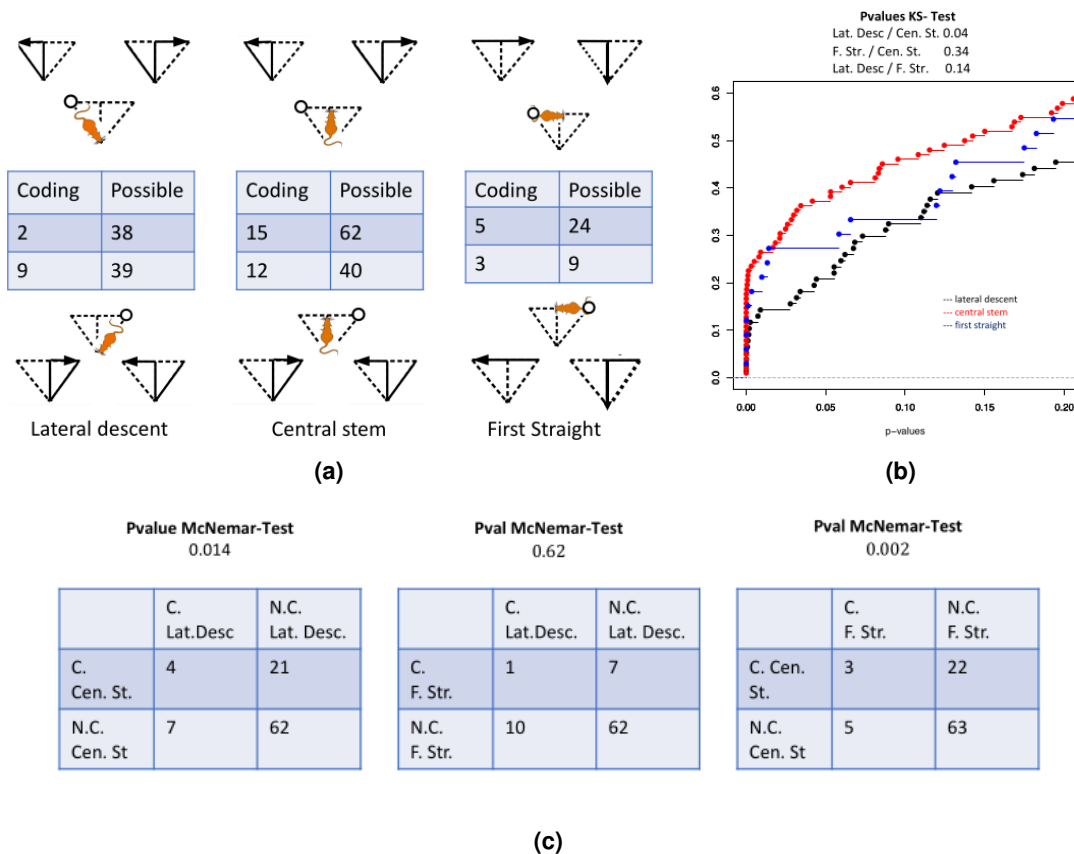 Coding Possible
2 38
9 39
Lateral descent
Coding Possible
15 62
12 40
Central stem
Coding Possible
5 24
3 9
First Straight
(a)
Pvalues KS- Test
Lat. Desc / Cen. St. 0.04
F. Str. / Cen. St. 0.34
Lat. Desc / F. Str. 0.14
0.6
0.5
0.4
0.3
0.2
0.1
0.0
--- lateral descent
--- central stem
--- first straight
0.00 0.05 0.10 0.15 0.20
p-values
(b)
Pvalue McNemar-Test
0.014
C. N.C.
Lat.Desc Lat. Desc.
C. 4 21
Cen. St.
N.C. 7 62
Cen. St
Pval McNemar-Test
0.62
C. N.C.
Lat.Desc. Lat. Desc.
C. 1 7
F. Str.
N.C. 10 62
F. Str.
Pval McNemar-Test
0.002
C. N.C.
F. Str. F. Str.
C. Cen. 3 22
St.
N.C. 5 63
Cen. St
(c)